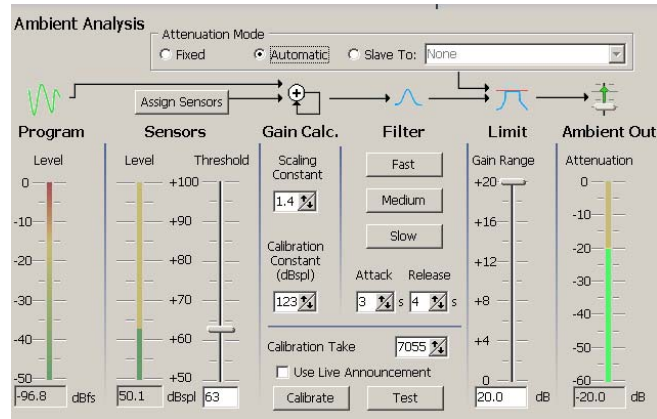 Ambient Analysis
Attenuation Mode
Fixed Automatic Slave To: None
Assign Sensors
Program Sensors Gain Calc. Filter Limit Ambient Out
Level Level Threshold Scaling Constant Fast Gain Range Attenuation
0 +100 +20 0
1.4 Medium
-10 +90 +16 -10
Slow
-20 +80 Calibration Constant (dBspl) +12 -20
Attack Release
-30 +70 123 3 s 4 s +8 -30
-40 +60 +4 -40
Calibration Take 7055
-50
Use Live Announcement
-50 +50 0 -60
-96.8 dBfs 50.1 dBspl 63 Calibrate Test 20.0 dB -20.0 dB